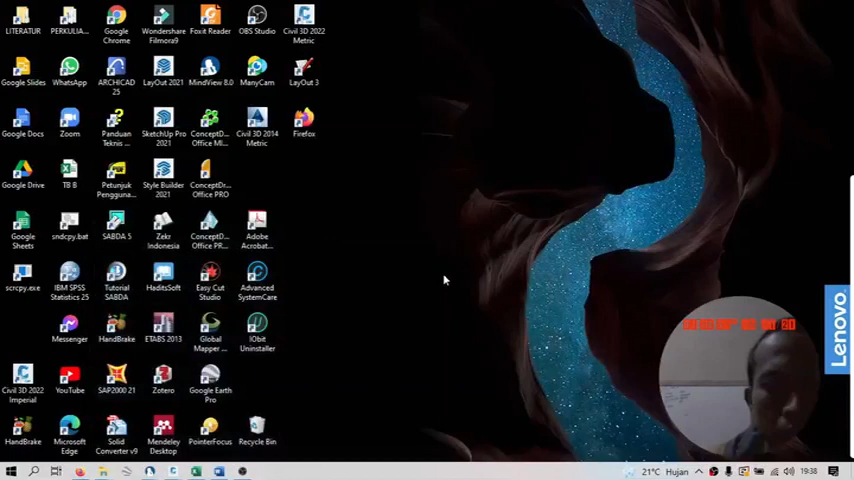 LITERATUR
PERKULIA...
Google
Chrome
Wondershare
Filmora9
Foxit Reader
OBS Studio
Civil 3D 2022
Metric
Google Slides
WhatsApp
ARCHICAD
25
LayOut 2021
MindView 8.0
ManyCam
LayOut 3
Google Docs
Zoom
Panduan
Teknis ...
SketchUp Pro
2021
ConceptD...
Office MI...
Civil 3D 2014
Metric
Firefox
Google Drive
TB B
Petunjuk
Pengguna...
Style Builder
2021
ConceptDr...
Office PRO
Google
Sheets
sndcpy.bat
SABDA 5
Zekr
Indonesia
ConceptD...
Office PR...
Adobe
Acrobat...
scrcpy.exe
IBM SPSS
Statistics 25
Tutorial
SABDA
HaditsSoft
Easy Cut
Studio
Advanced
SystemCare
Messenger
HandBrake
ETABS 2013
Global
Mapper ...
IObit
Uninstaller
Civil 3D 2022
Imperial
YouTube
SAP2000 21
Zotero
Google Earth
Pro
HandBrake
Microsoft
Edge
Solid
Converter v9
Mendeley
Desktop
PointerFocus
Recycle Bin
Lenovo
21°C Hujan
19:38